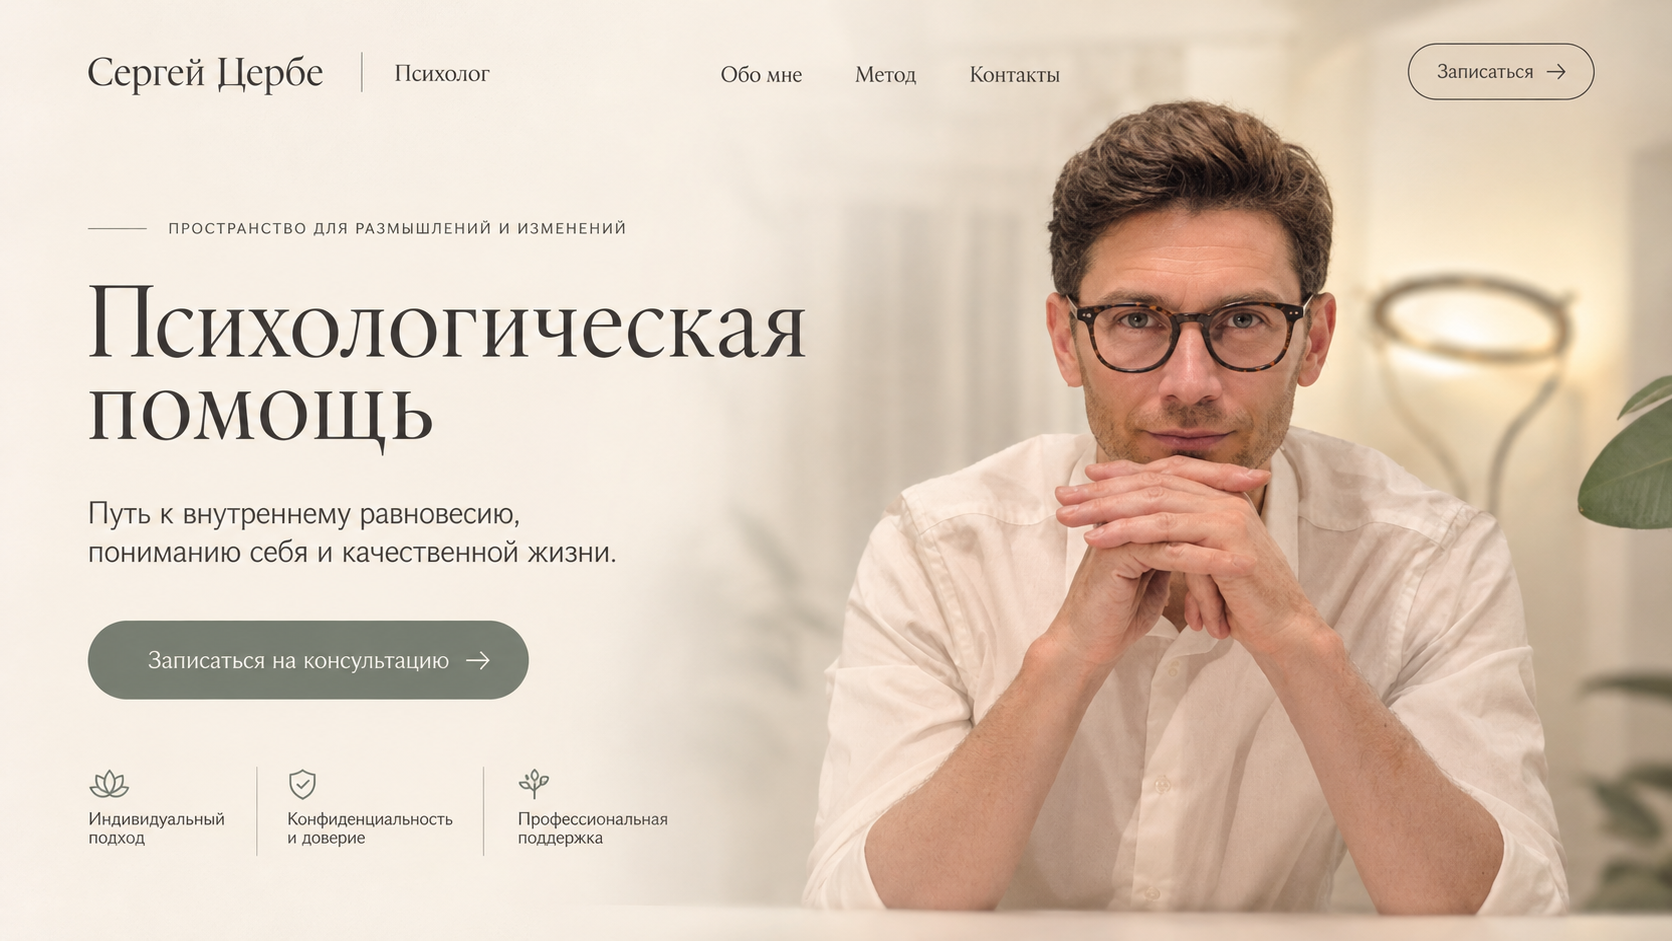 Сергей Цербе
Психолог
Обо мне
Метод
Контакты
Записаться
ПРОСТРАНСТВО ДЛЯ РАЗМЫШЛЕНИЙ И ИЗМЕНЕНИЙ
Психологическая
помощь
Путь к внутреннему равновесию,
пониманию себя и качественной жизни.
Записаться на консультацию
Индивидуальный
подход
Конфиденциальность
и доверие
Профессиональная
поддержка